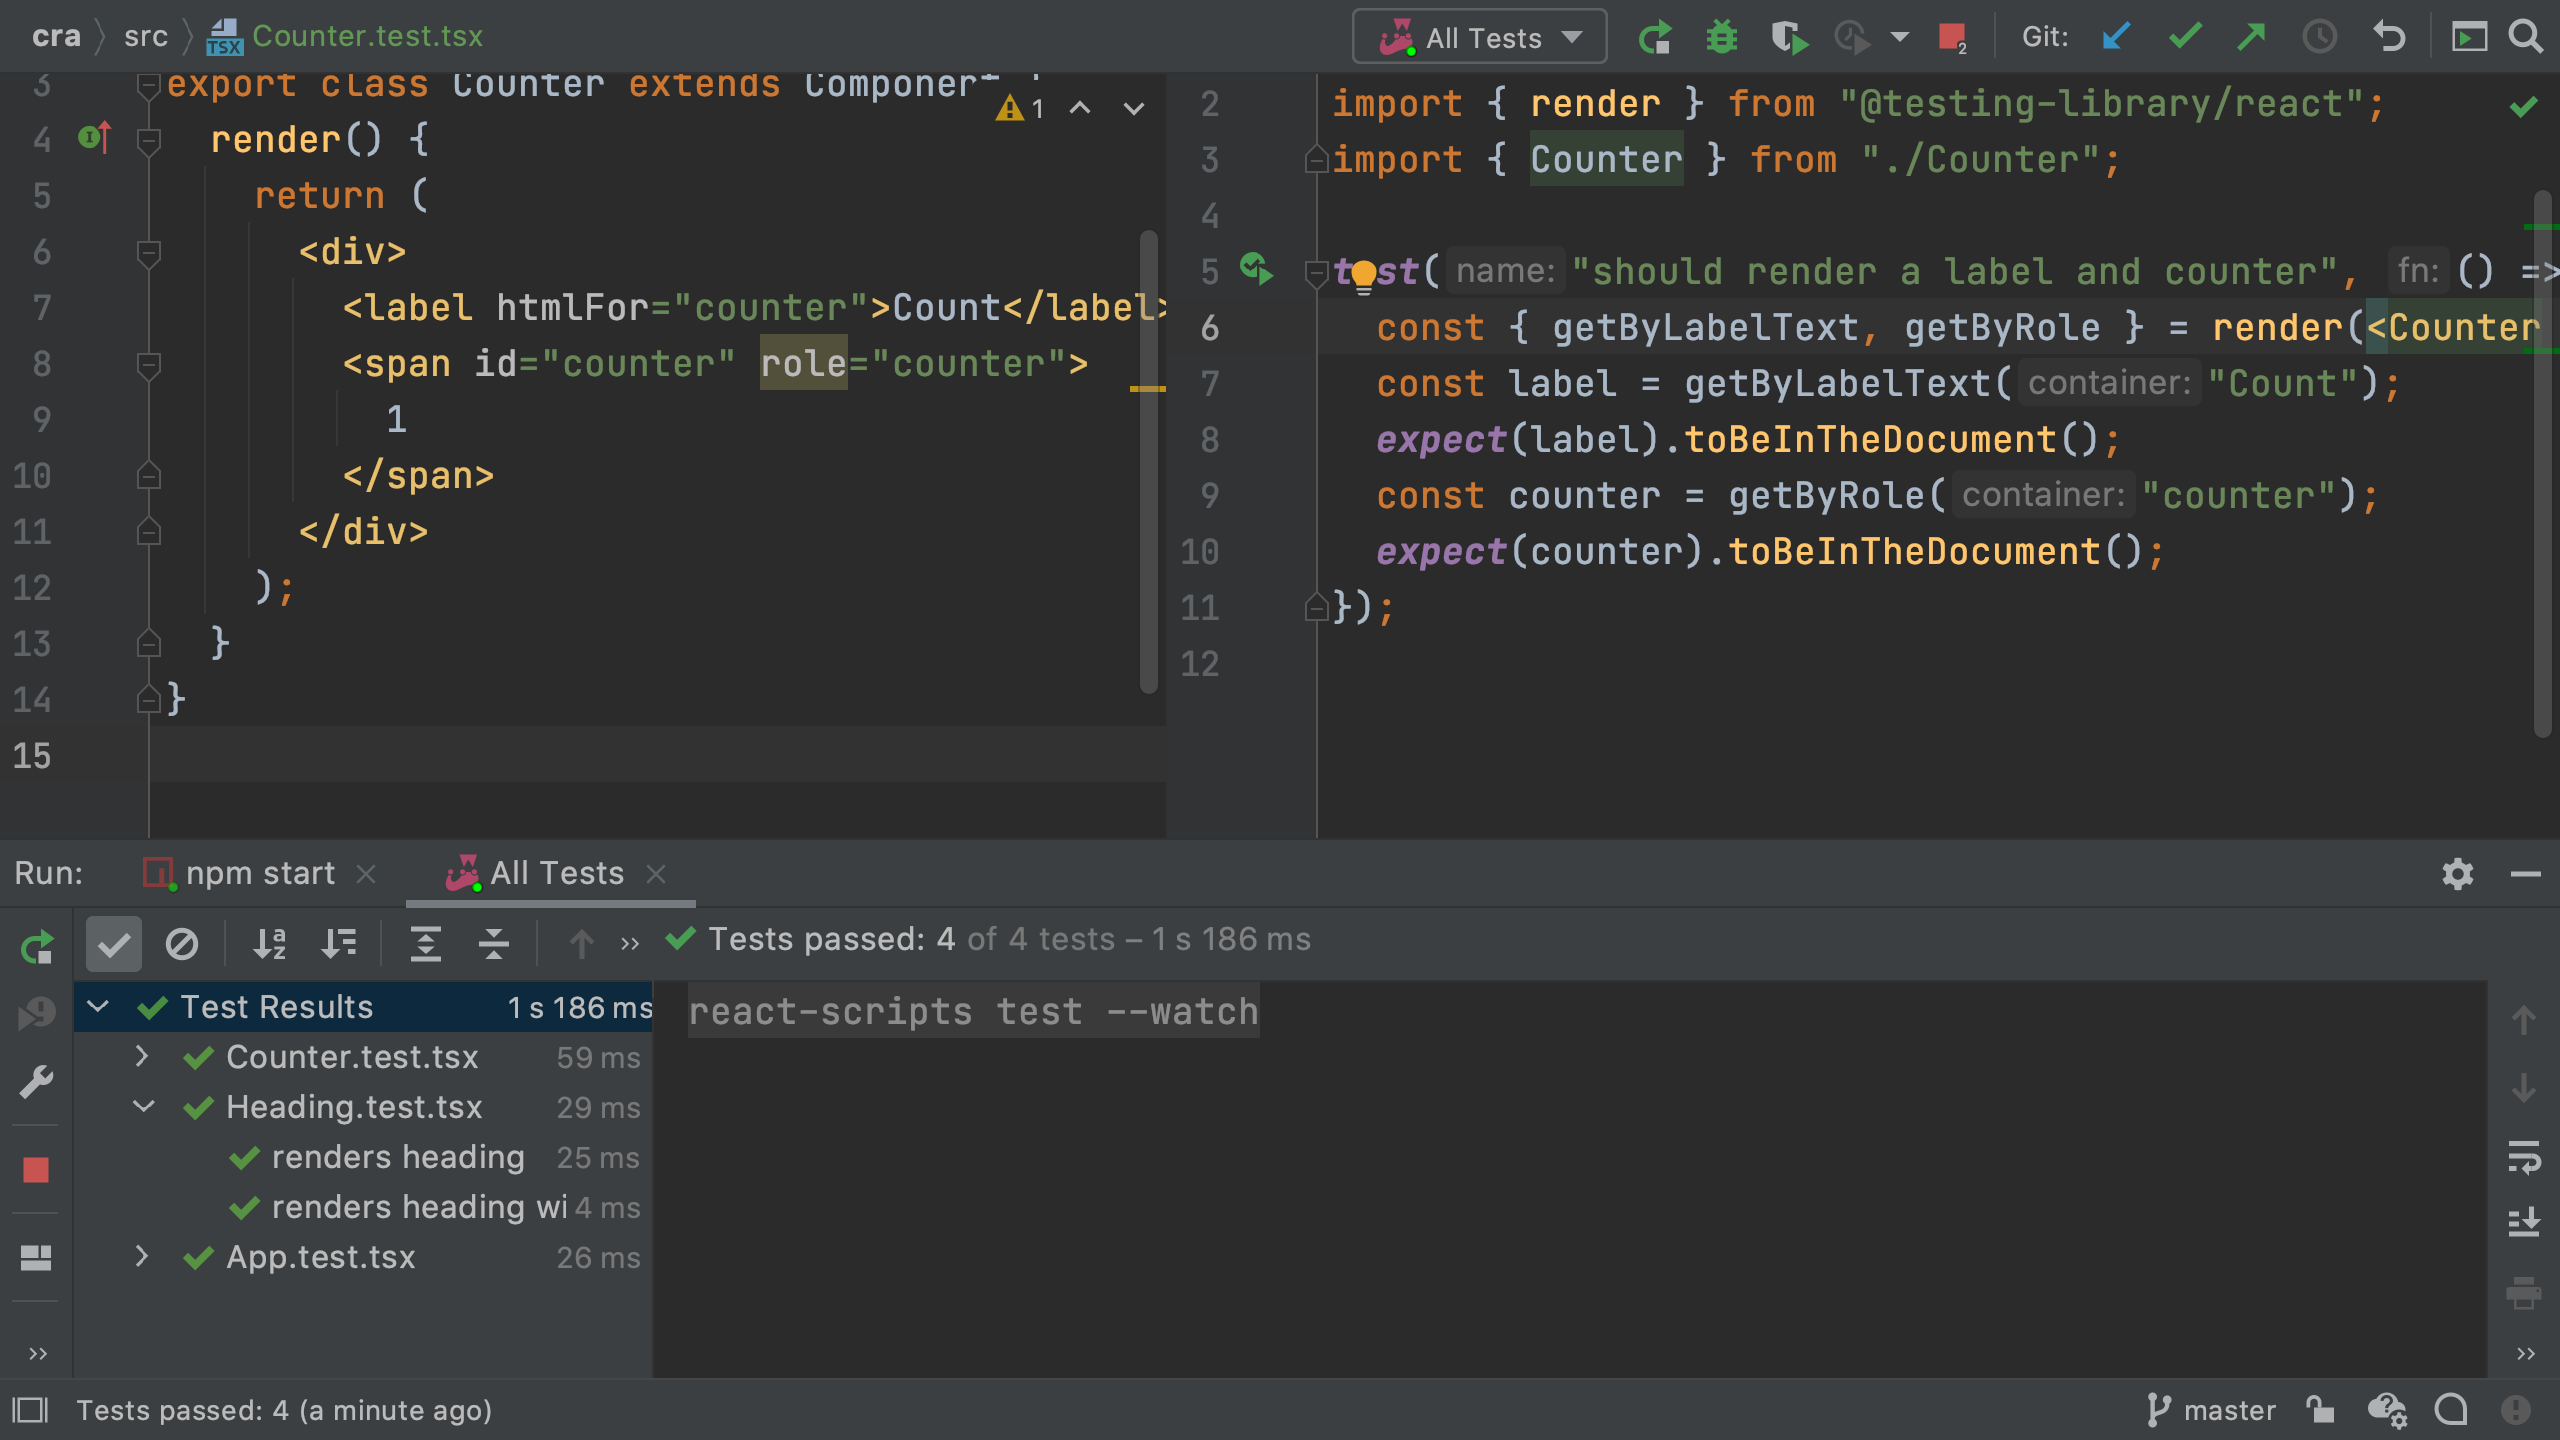 cra src TSX Counter.test.tsx
All Tests
2
Git:
3 export class Counter extends Component
1
4 render() {
5 return (
6 <div>
7 <label htmlFor="counter">Count</label>
8 <span id="counter" role="counter">
9 1
10 </span>
11 </div>
12 );
13 }
14 }
15
2 import { render } from "@testing-library/react";
3 import { Counter } from "./Counter";
4
5 test( name: "should render a label and counter", fn: () =>
6 const { getByLabelText, getByRole } = render(<Counter
7 const label = getByLabelText( container: "Count");
8 expect(label).toBeInTheDocument();
9 const counter = getByRole( container: "counter");
10 expect(counter).toBeInTheDocument();
11 });
12
Run: npm start All Tests
Tests passed: 4 of 4 tests – 1 s 186 ms
Test Results 1 s 186 ms
Counter.test.tsx 59 ms
Heading.test.tsx 29 ms
renders heading 25 ms
renders heading wi 4 ms
App.test.tsx 26 ms
react-scripts test --watch
Tests passed: 4 (a minute ago)
master